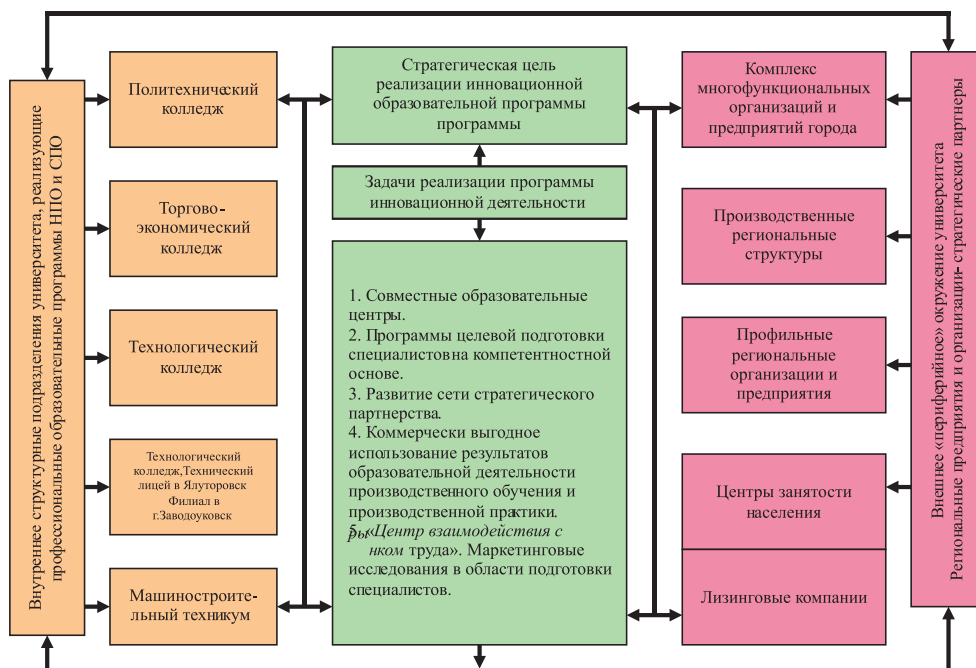 Внутреннее структурные подразделения университета, реализующие
профессиональные образовательные программы НПО и СПО
Политехнический
колледж
Торгово-
экономический
колледж
Технологический
колледж
Технологический
колледж,Технический
лицей в Ялуторовск
Филиал в
г.Заводоуковск
Машиностроите-
льный техникум
Стратегическая цель
реализации инновационной
образовательной программы
программы
Задачи реализации программы
инновационной деятельности
1. Совместные образовательные
центры.
2. Программы целевой подготовки
специалистов на компетентностной
основе.
3. Развитие сети стратегического
партнерства.
4. Коммерчески выгодное
использование результатов
образовательной деятельности
производственного обучения и
производственной практики.
5. «Центр взаимодействия с
рынком труда». Маркетинговые
исследования в области подготовки
специалистов.
Комплекс
многофункциональных
организаций и
предприятий города
Производственные
региональные
структуры
Профильные
региональные
организации и
предприятия
Центры занятости
населения
Лизинговые компании
Внешнее «периферийное» окружение университета
Региональные предприятия и организации- стратегические партнеры